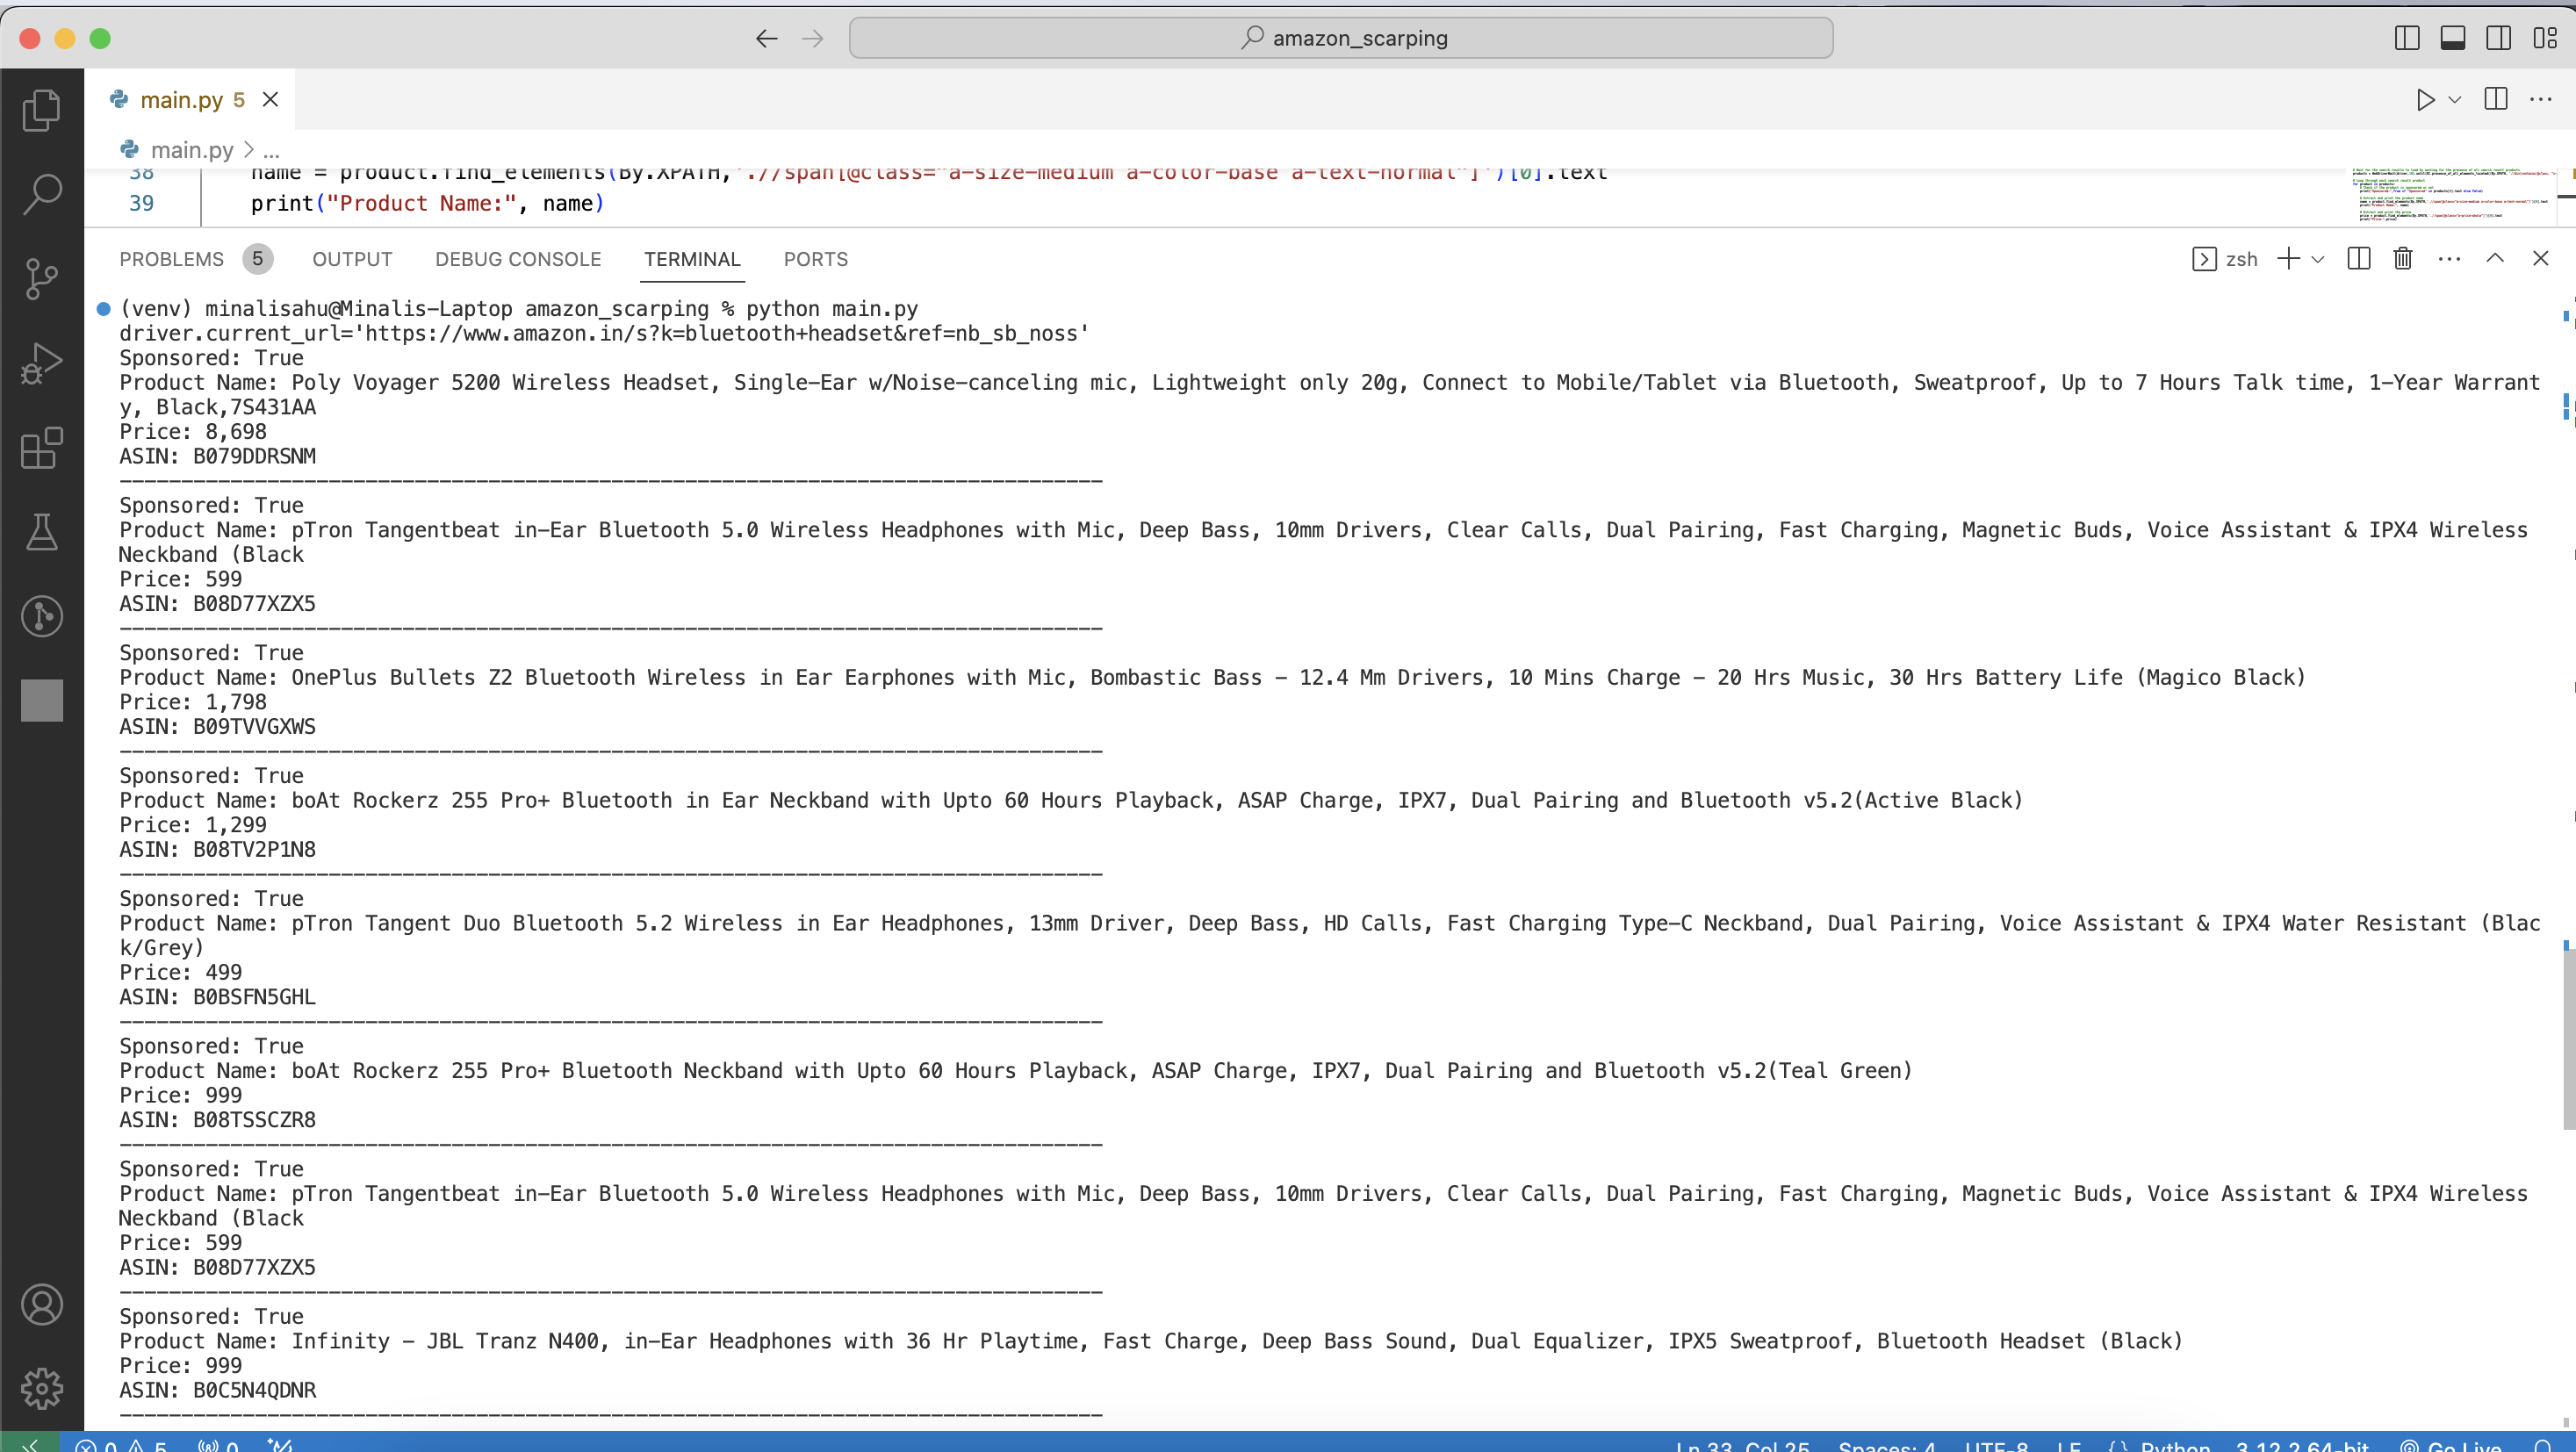 amazon_scarping
main.py 5
main.py > ...
38 name = product.find_elements(By.XPATH,'.//span[@class="a-size-medium a-color-base a-text-normal"]')[0].text
39 print("Product Name:", name)
PROBLEMS 5 OUTPUT DEBUG CONSOLE TERMINAL PORTS zsh
(venv) minalisahu@Minalis-Laptop amazon_scarping % python main.py
driver.current_url='https://www.amazon.in/s?k=bluetooth+headset&ref=nb_sb_noss'
Sponsored: True
Product Name: Poly Voyager 5200 Wireless Headset, Single-Ear w/Noise-canceling mic, Lightweight only 20g, Connect to Mobile/Tablet via Bluetooth, Sweatproof, Up to 7 Hours Talk time, 1-Year Warrant
y, Black,7S431AA
Price: 8,698
ASIN: B079DDRSNM
--------------------------------------------------------------------------------
Sponsored: True
Product Name: pTron Tangentbeat in-Ear Bluetooth 5.0 Wireless Headphones with Mic, Deep Bass, 10mm Drivers, Clear Calls, Dual Pairing, Fast Charging, Magnetic Buds, Voice Assistant & IPX4 Wireless
Neckband (Black
Price: 599
ASIN: B08D77XZX5
--------------------------------------------------------------------------------
Sponsored: True
Product Name: OnePlus Bullets Z2 Bluetooth Wireless in Ear Earphones with Mic, Bombastic Bass - 12.4 Mm Drivers, 10 Mins Charge - 20 Hrs Music, 30 Hrs Battery Life (Magico Black)
Price: 1,798
ASIN: B09TVVGXWS
--------------------------------------------------------------------------------
Sponsored: True
Product Name: boAt Rockerz 255 Pro+ Bluetooth in Ear Neckband with Upto 60 Hours Playback, ASAP Charge, IPX7, Dual Pairing and Bluetooth v5.2(Active Black)
Price: 1,299
ASIN: B08TV2P1N8
--------------------------------------------------------------------------------
Sponsored: True
Product Name: pTron Tangent Duo Bluetooth 5.2 Wireless in Ear Headphones, 13mm Driver, Deep Bass, HD Calls, Fast Charging Type-C Neckband, Dual Pairing, Voice Assistant & IPX4 Water Resistant (Blac
k/Grey)
Price: 499
ASIN: B0BSFN5GHL
--------------------------------------------------------------------------------
Sponsored: True
Product Name: boAt Rockerz 255 Pro+ Bluetooth Neckband with Upto 60 Hours Playback, ASAP Charge, IPX7, Dual Pairing and Bluetooth v5.2(Teal Green)
Price: 999
ASIN: B08TSSCZR8
--------------------------------------------------------------------------------
Sponsored: True
Product Name: pTron Tangentbeat in-Ear Bluetooth 5.0 Wireless Headphones with Mic, Deep Bass, 10mm Drivers, Clear Calls, Dual Pairing, Fast Charging, Magnetic Buds, Voice Assistant & IPX4 Wireless
Neckband (Black
Price: 599
ASIN: B08D77XZX5
--------------------------------------------------------------------------------
Sponsored: True
Product Name: Infinity - JBL Tranz N400, in-Ear Headphones with 36 Hr Playtime, Fast Charge, Deep Bass Sound, Dual Equalizer, IPX5 Sweatproof, Bluetooth Headset (Black)
Price: 999
ASIN: B0C5N4QDNR
--------------------------------------------------------------------------------
0 5 0 Ln 33, Col 25 Spaces: 4 UTF-8 LF {} Python 3.12.2 64-bit Go Live